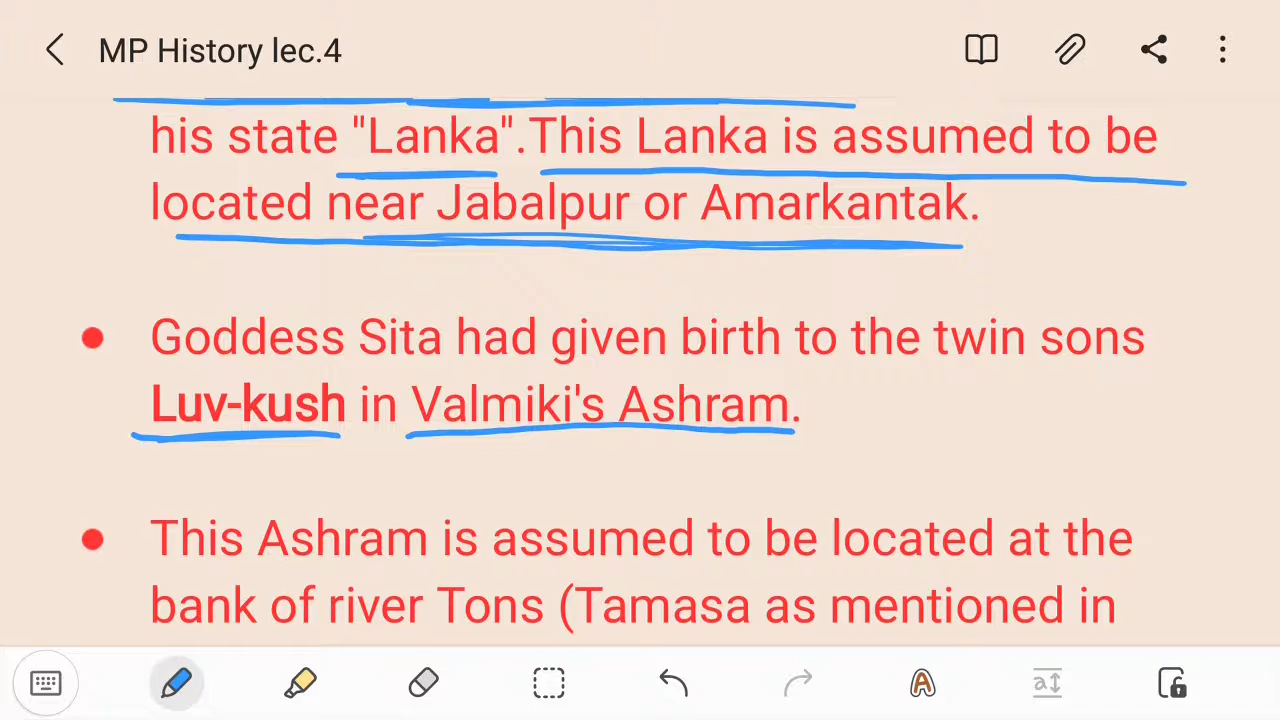 MP History lec.4
his state "Lanka".This Lanka is assumed to be
located near Jabalpur or Amarkantak.
Goddess Sita had given birth to the twin sons
Luv-kush in Valmiki's Ashram.
This Ashram is assumed to be located at the
bank of river Tons (Tamasa as mentioned in